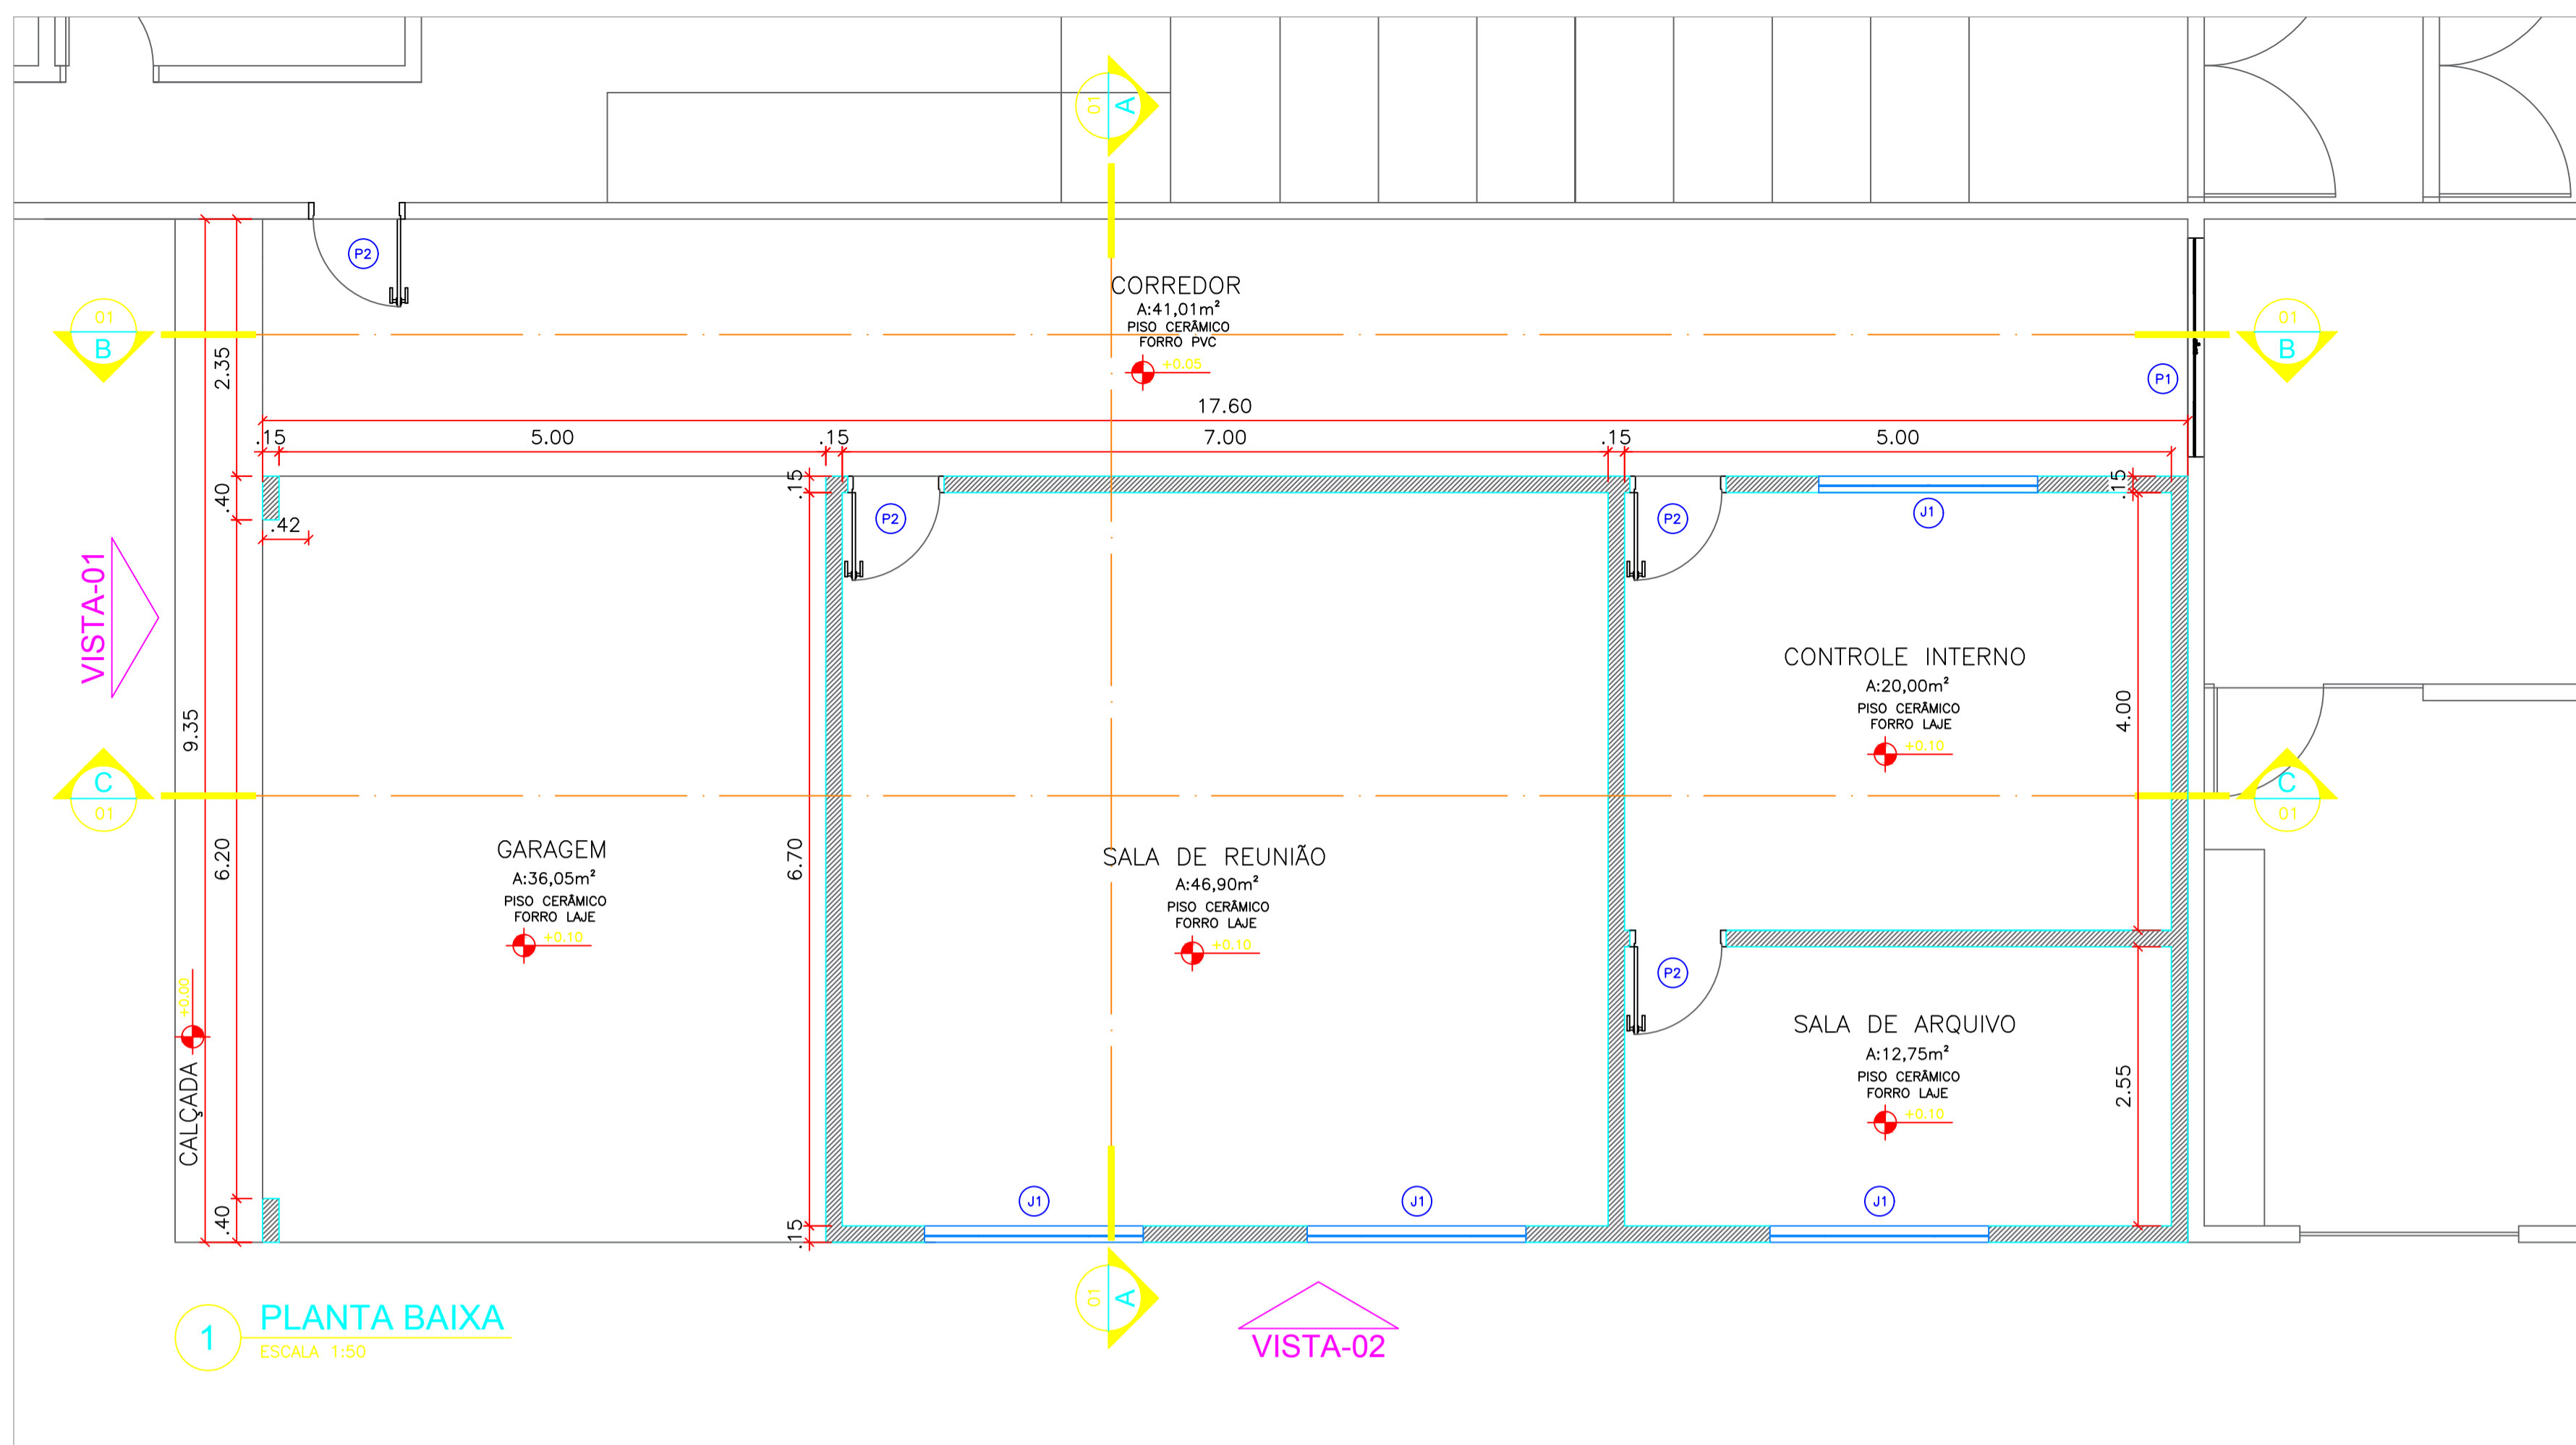 01
A
P2
01
B
2.35
CORREDOR
A:41,01m²
PISO CERÂMICO
FORRO PVC
+0.05
P1
01
B
17.60
.15
5.00
.15
7.00
.15
5.00
.40
.42
.15
P2
P2
J1
.15
VISTA-01
9.35
C
01
6.20
GARAGEM
A:36,05m²
PISO CERÂMICO
FORRO LAJE
+0.10
6.70
SALA DE REUNIÃO
A:46,90m²
PISO CERÂMICO
FORRO LAJE
+0.10
CONTROLE INTERNO
A:20,00m²
PISO CERÂMICO
FORRO LAJE
+0.10
4.00
C
01
P2
SALA DE ARQUIVO
A:12,75m²
PISO CERÂMICO
FORRO LAJE
+0.10
2.55
+0.00
CALÇADA
.40
.15
J1
J1
J1
01
A
1
PLANTA BAIXA
ESCALA 1:50
VISTA-02